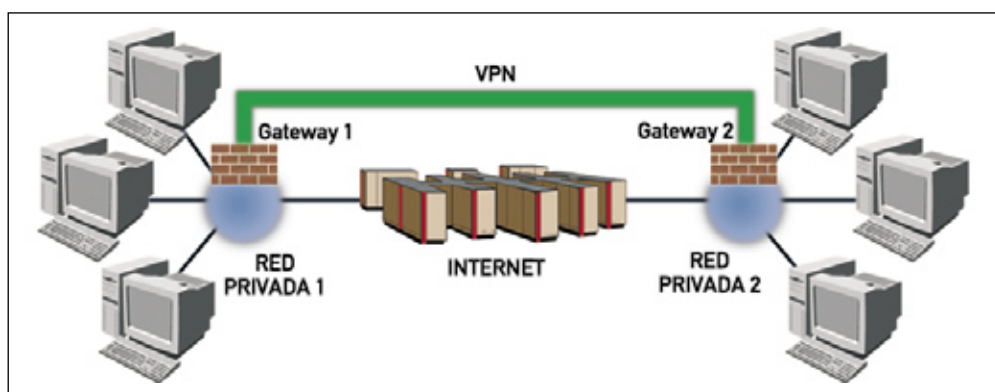 VPN
Gateway 1
Gateway 2
INTERNET
RED
PRIVADA 1
RED
PRIVADA 2